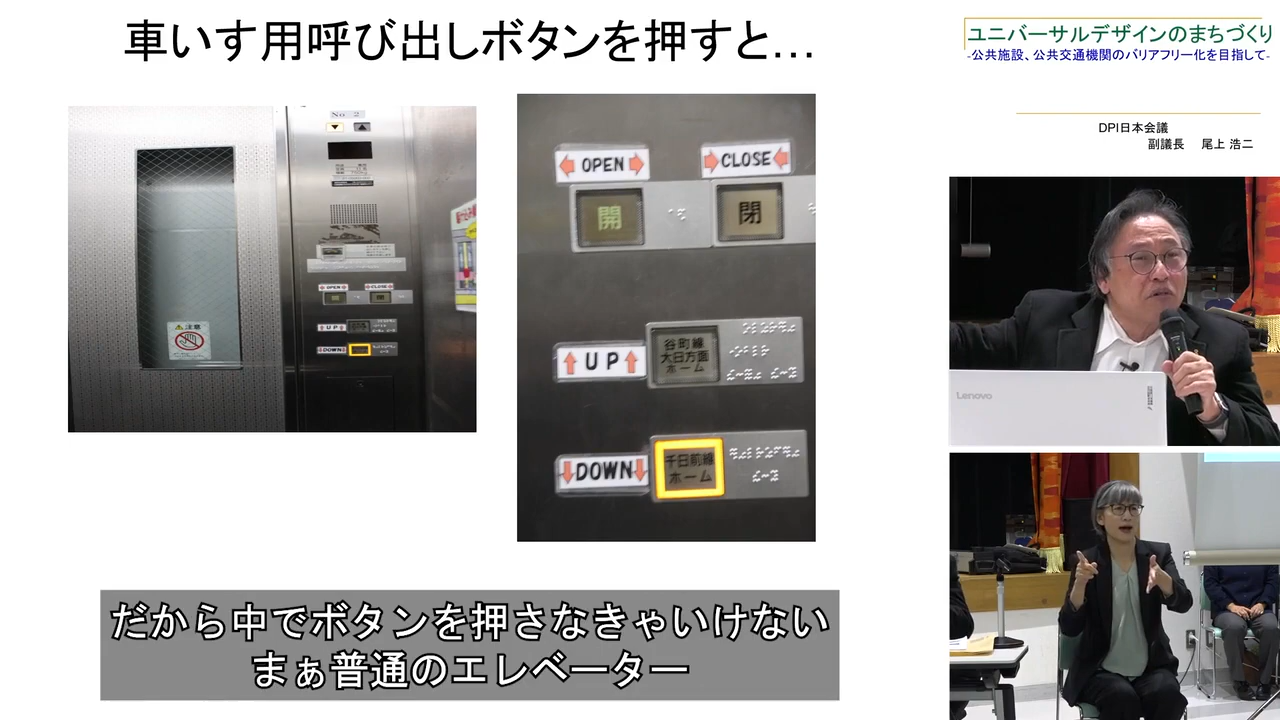 車いす用呼び出しボタンを押すと…
ユニバーサルデザインのまちづくり
-公共施設、公共交通機関のバリアフリー化を目指して-
DPI日本会議
副議長 尾上 浩二
No 2
注意
OPEN
CLOSE
UP
DOWN
OPEN
CLOSE
開
閉
UP
谷町線
大日方面
ホーム
DOWN
千日前線
ホーム
Lenovo
だから中でボタンを押さなきゃいけない
まぁ普通のエレベーター